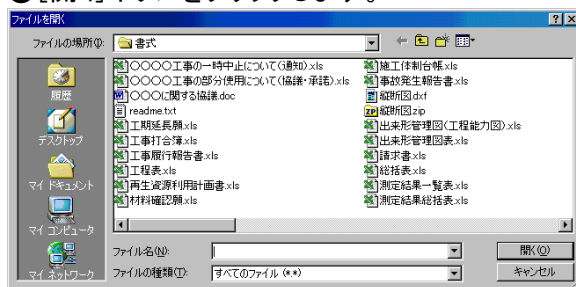 ❷[開く]ボタンをクリックします。
ファイルを開く
ファイルの場所(I):
書式
履歴
デスクトップ
マイ ドキュメント
マイ コンピュータ
マイ ネットワーク
○○○○工事の一時中止について(通知).xls
○○○○工事の部分使用について(協議・承諾).xls
○○○に関する協議.doc
readme.txt
工期延長願.xls
工事打合簿.xls
工事履行報告書.xls
工程表.xls
再生資源利用計画書.xls
材料確認願.xls
施工体制台帳.xls
事故発生報告書.xls
縦断図.dxf
縦断図.zip
出来形管理図(工程能力図).xls
出来形管理図表.xls
請求書.xls
総括表.xls
測定結果一覧表.xls
測定結果総括表.xls
ファイル名(N):
開く(O)
ファイルの種類(T):
すべてのファイル (*.*)
キャンセル